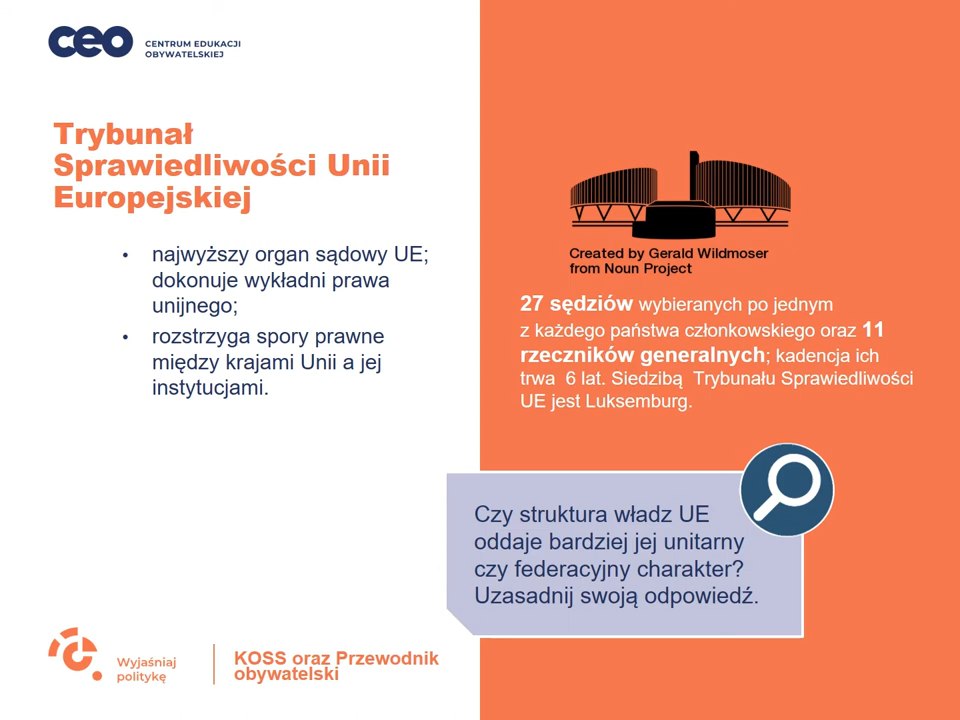 ceo
CENTRUM EDUKACJI
OBYWATELSKIEJ
Trybunał
Sprawiedliwości Unii
Europejskiej
• najwyższy organ sądowy UE;
dokonuje wykładni prawa
unijnego;
• rozstrzyga spory prawne
między krajami Unii a jej
instytucjami.
Created by Gerald Wildmoser
from Noun Project
27 sędziów wybieranych po jednym
z każdego państwa członkowskiego oraz 11
rzeczników generalnych; kadencja ich
trwa 6 lat. Siedzibą Trybunału Sprawiedliwości
UE jest Luksemburg.
Czy struktura władz UE
oddaje bardziej jej unitarny
czy federacyjny charakter?
Uzasadnij swoją odpowiedź.
Wyjaśniaj
politykę
KOSS oraz Przewodnik
obywatelski